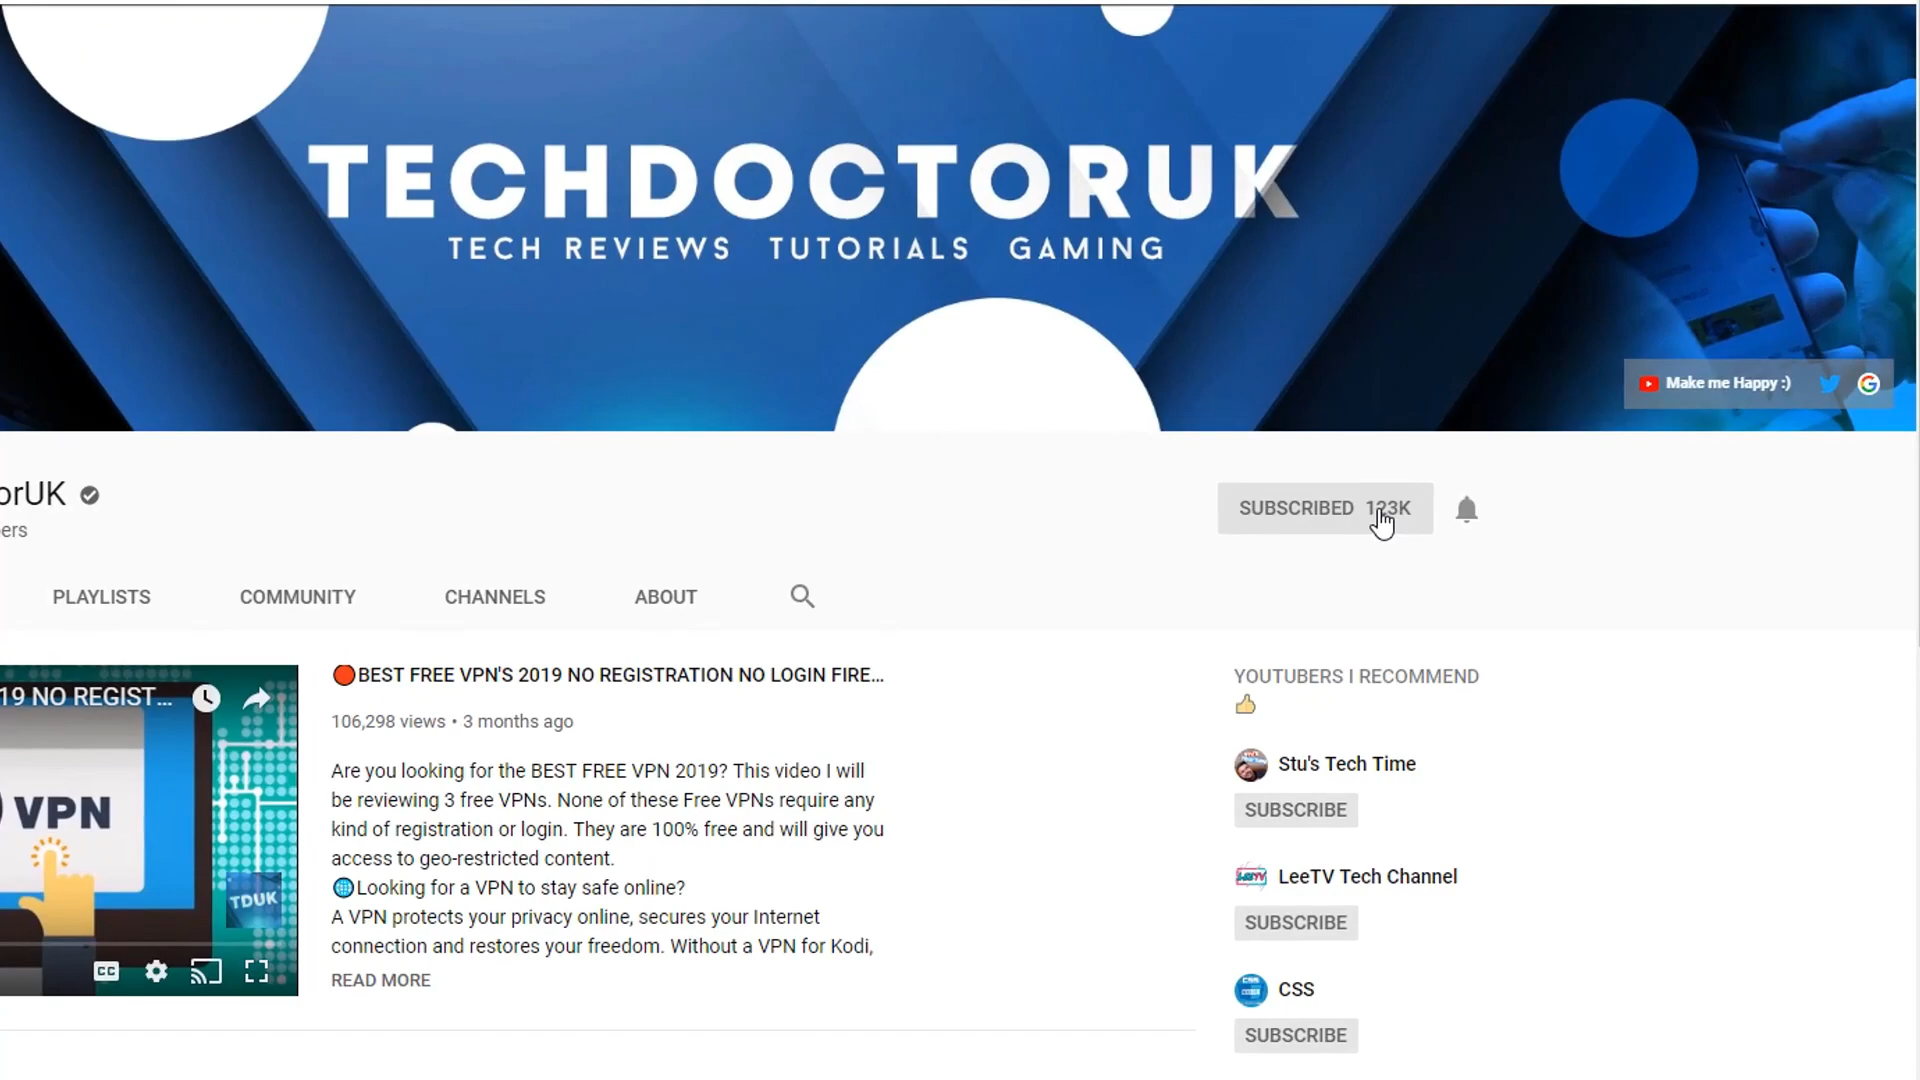 TECHDOCTORUK
TECH REVIEWS TUTORIALS GAMING
Make me Happy :)
orUK
SUBSCRIBED 123K
ers
PLAYLISTS COMMUNITY CHANNELS ABOUT
19 NO REGIST...
VPN
TDUK
CC
🔴BEST FREE VPN'S 2019 NO REGISTRATION NO LOGIN FIRE...
106,298 views • 3 months ago
Are you looking for the BEST FREE VPN 2019? This video I will
be reviewing 3 free VPNs. None of these Free VPNs require any
kind of registration or login. They are 100% free and will give you
access to geo-restricted content.
🌐Looking for a VPN to stay safe online?
A VPN protects your privacy online, secures your Internet
connection and restores your freedom. Without a VPN for Kodi,
READ MORE
YOUTUBERS I RECOMMEND
👍
Stu's Tech Time
SUBSCRIBE
LeeTV Tech Channel
SUBSCRIBE
CSS
SUBSCRIBE